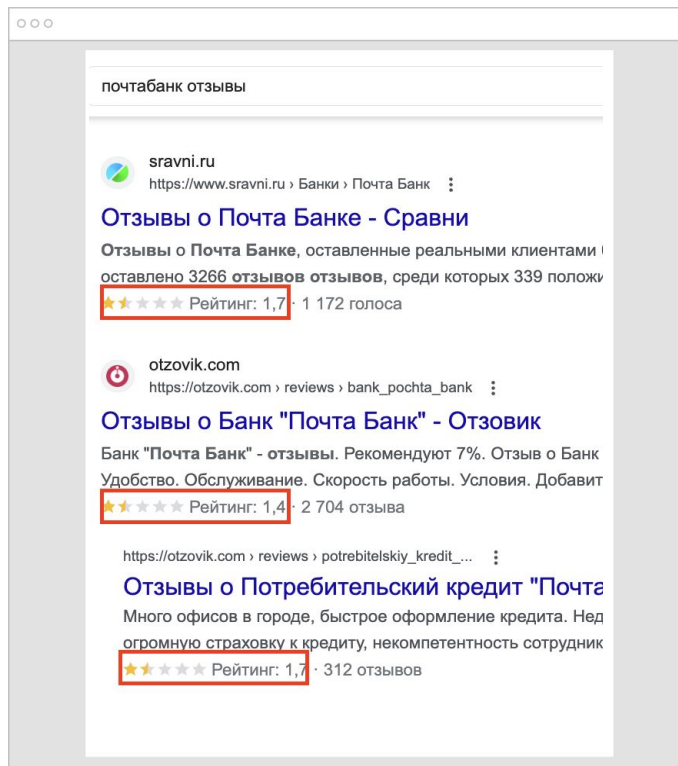 почтабанк отзывы
sravni.ru
https://www.sravni.ru › Банки › Почта Банк
Отзывы о Почта Банке - Сравни
Отзывы о Почта Банке, оставленные реальными клиентами
оставлено 3266 отзывов отзывов, среди которых 339 положи
Рейтинг: 1,7 · 1 172 голоса
otzovik.com
https://otzovik.com › reviews › bank_pochta_bank
Отзывы о Банк "Почта Банк" - Отзовик
Банк "Почта Банк" - отзывы. Рекомендуют 7%. Отзыв о Банк
Удобство. Обслуживание. Скорость работы. Условия. Добавит
Рейтинг: 1,4 · 2 704 отзыва
https://otzovik.com › reviews › potrebitelskiy_kredit_...
Отзывы о Потребительский кредит "Почта
Много офисов в городе, быстрое оформление кредита. Нед
огромную страховку к кредиту, некомпетентность сотрудник
Рейтинг: 1,7 · 312 отзывов